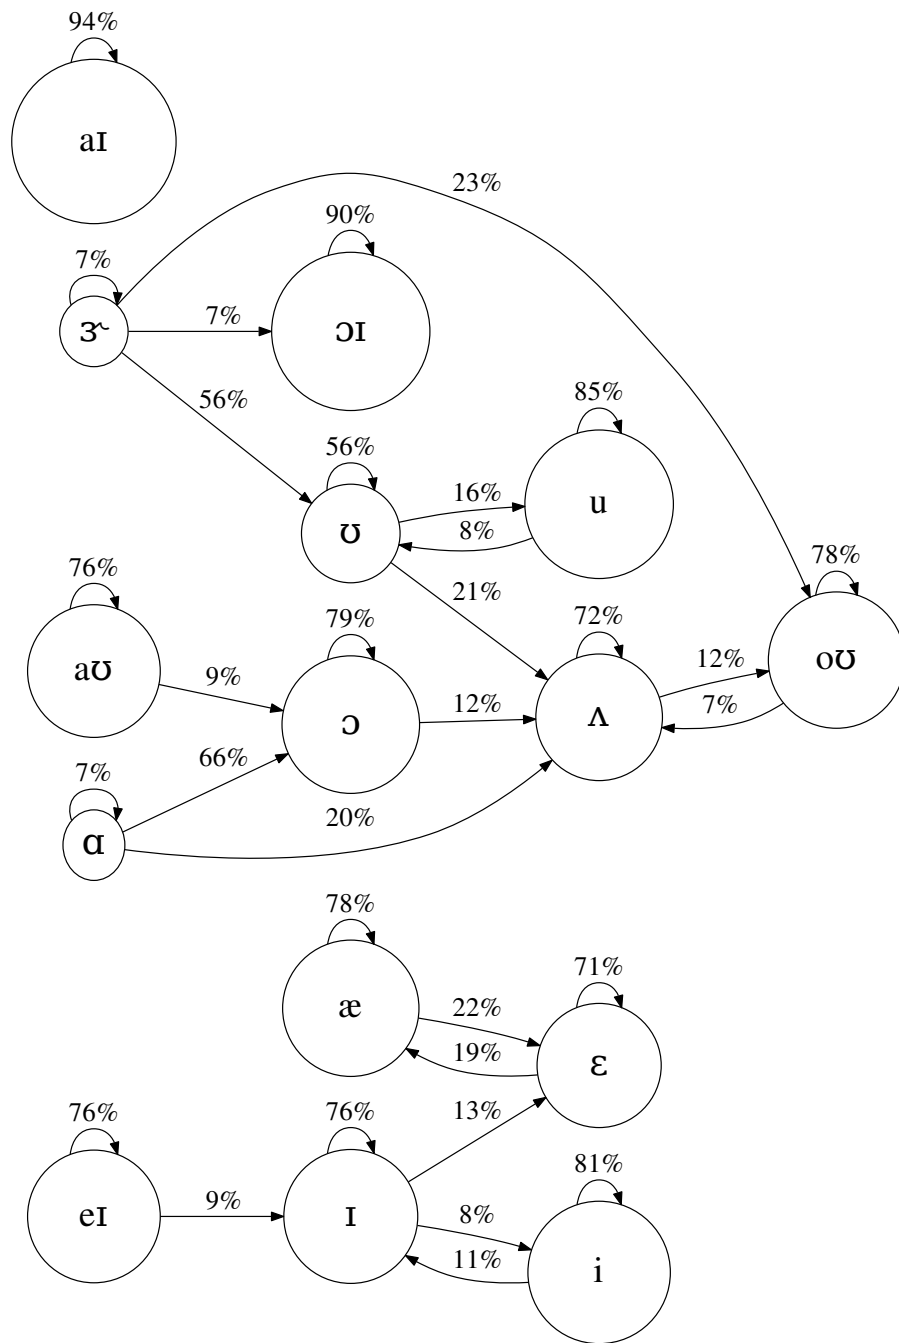 94%
aɪ
23%
90%
7%
7%
ɔɪ
ɝ
56%
85%
56%
16%
u
8%
ʊ
76%
21%
78%
79%
72%
12%
oʊ
aʊ
9%
7%
12%
ʌ
ɔ
66%
7%
20%
ɑ
78%
71%
22%
æ
19%
ɛ
76%
76%
13%
81%
9%
8%
eɪ
ɪ
11%
i